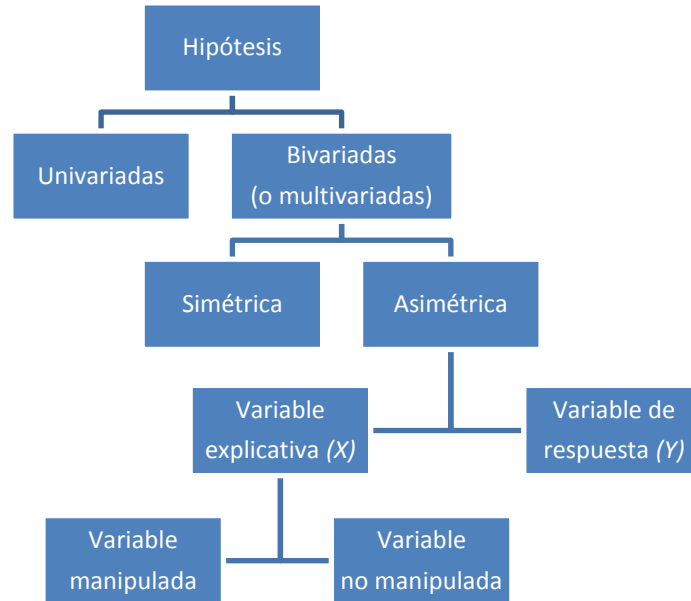 Hipótesis
Univariadas
Bivariadas
(o multivariadas)
Simétrica
Asimétrica
Variable
explicativa (X)
Variable de
respuesta (Y)
Variable
manipulada
Variable
no manipulada